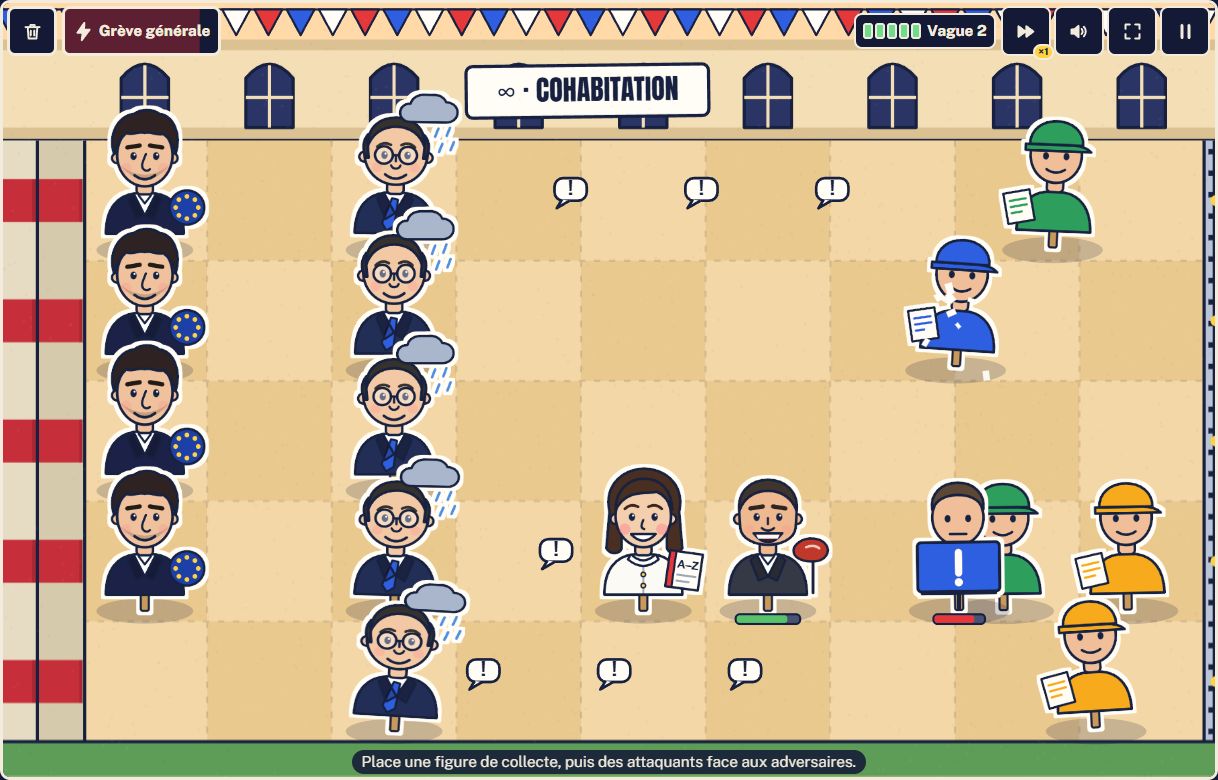 Grève générale
Vague 2
×1
∞ · COHABITATION
!
!
!
!
A–Z
!
!
!
!
Place une figure de collecte, puis des attaquants face aux adversaires.